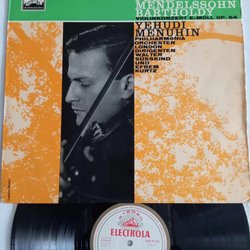 MENDELSSOHN
BARTHOLDY
VIOLINKONZERT E-MOLL OP. 64
YEHUDI
MENUHIN
PHILHARMONIA
ORCHESTER
LONDON
DIRIGENTEN
WALTER
SÜSSKIND
UND
EFREM
KURTZ
ELECTROLA